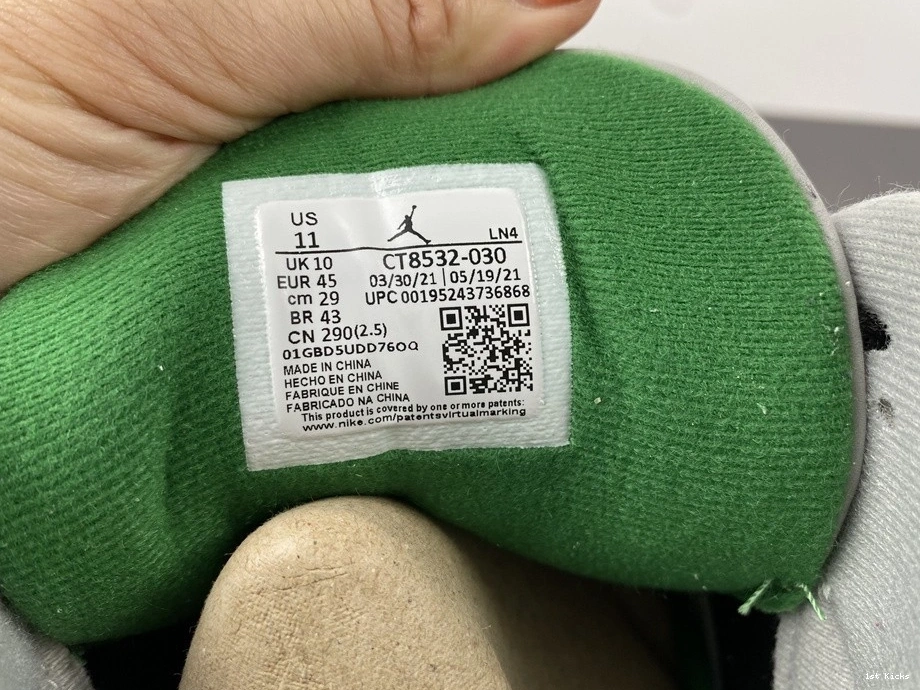 US
11
LN4
UK 10
CT8532-030
EUR 45
03/30/21 | 05/19/21
cm 29
UPC 00195243736868
BR 43
CN 290(2.5)
01GBD5UDD76OQ
MADE IN CHINA
HECHO EN CHINA
FABRIQUE EN CHINE
FABRICADO NA CHINA
This product is covered by one or more patents:
www.nike.com/patentsvirtualmarking
1st Kicks